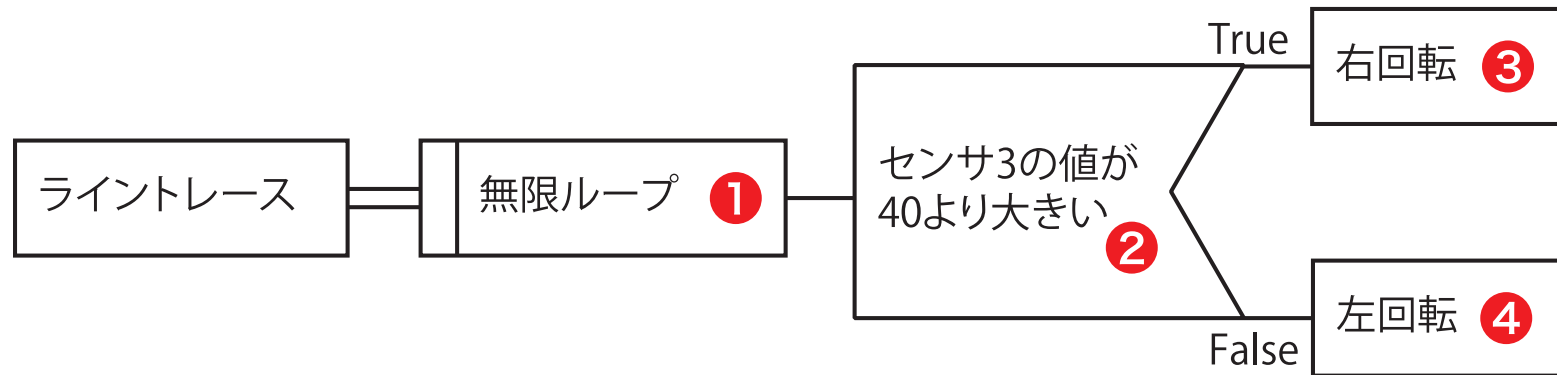 ライントレース
無限ループ ❶
センサ3の値が
40より大きい ❷
True
右回転 ❸
False
左回転 ❹